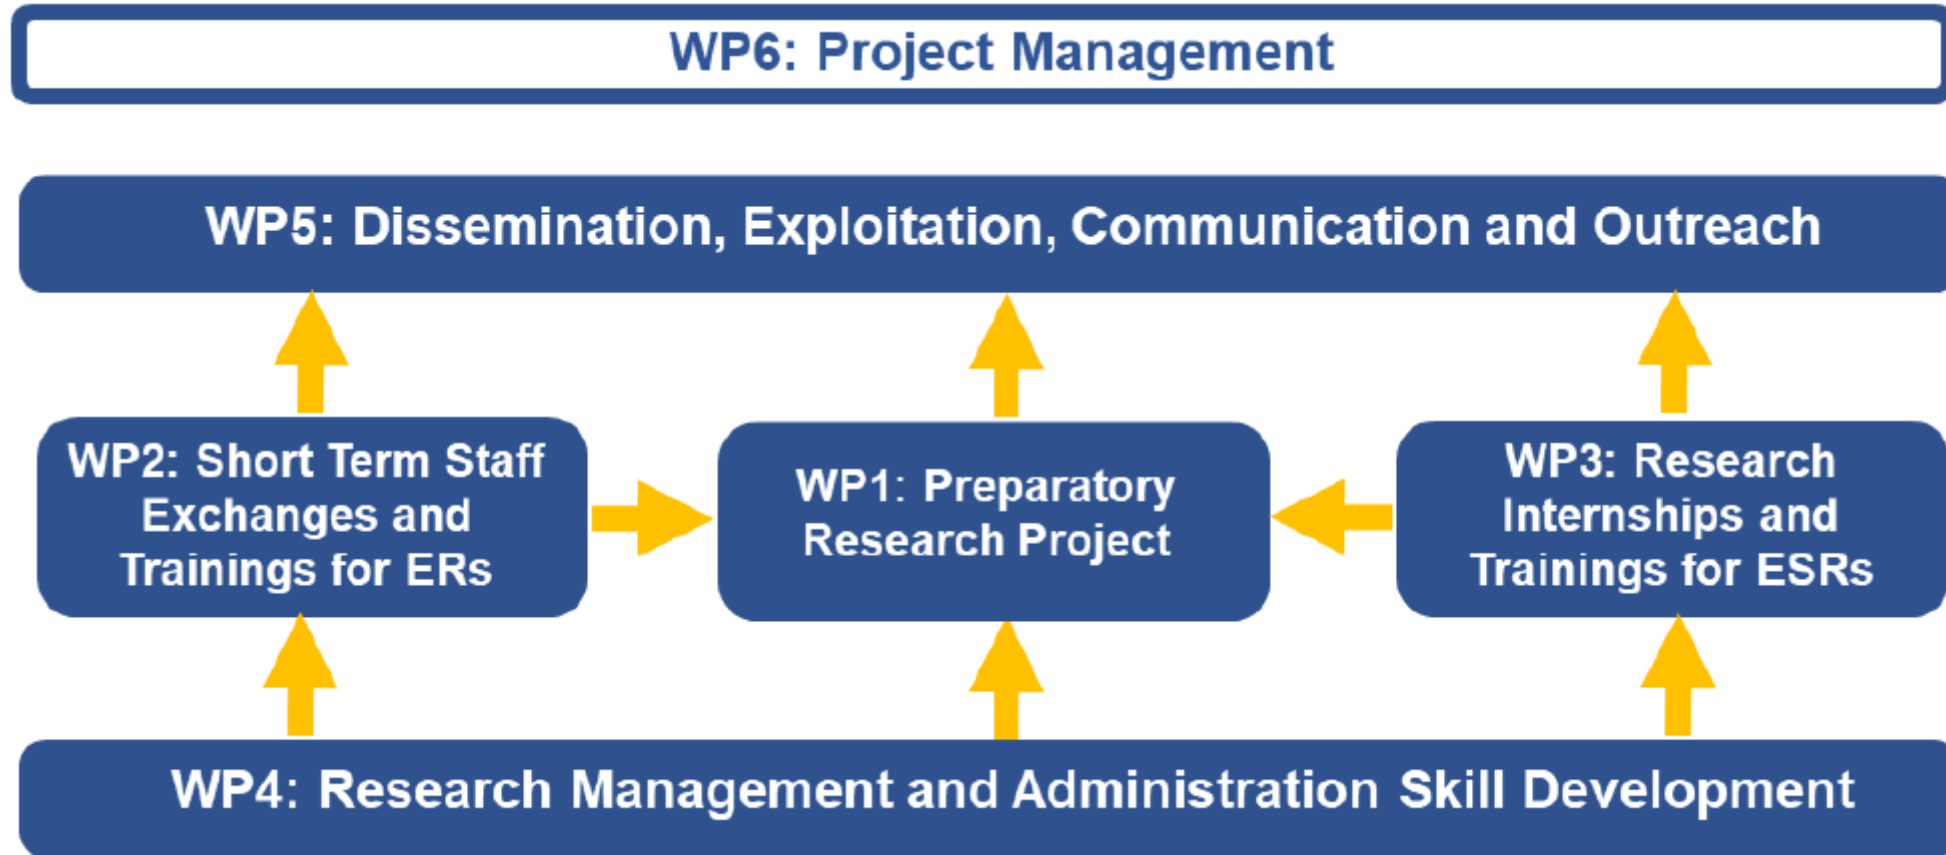 WP6: Project Management
WP5: Dissemination, Exploitation, Communication and Outreach
WP2: Short Term Staff
Exchanges and
Trainings for ERs
WP1: Preparatory
Research Project
WP3: Research
Internships and
Trainings for ESRs
WP4: Research Management and Administration Skill Development